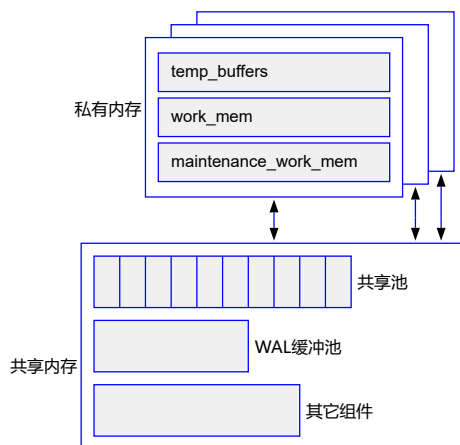 temp_buffers
私有内存
work_mem
maintenance_work_mem
共享池
WAL缓冲池
共享内存
其它组件